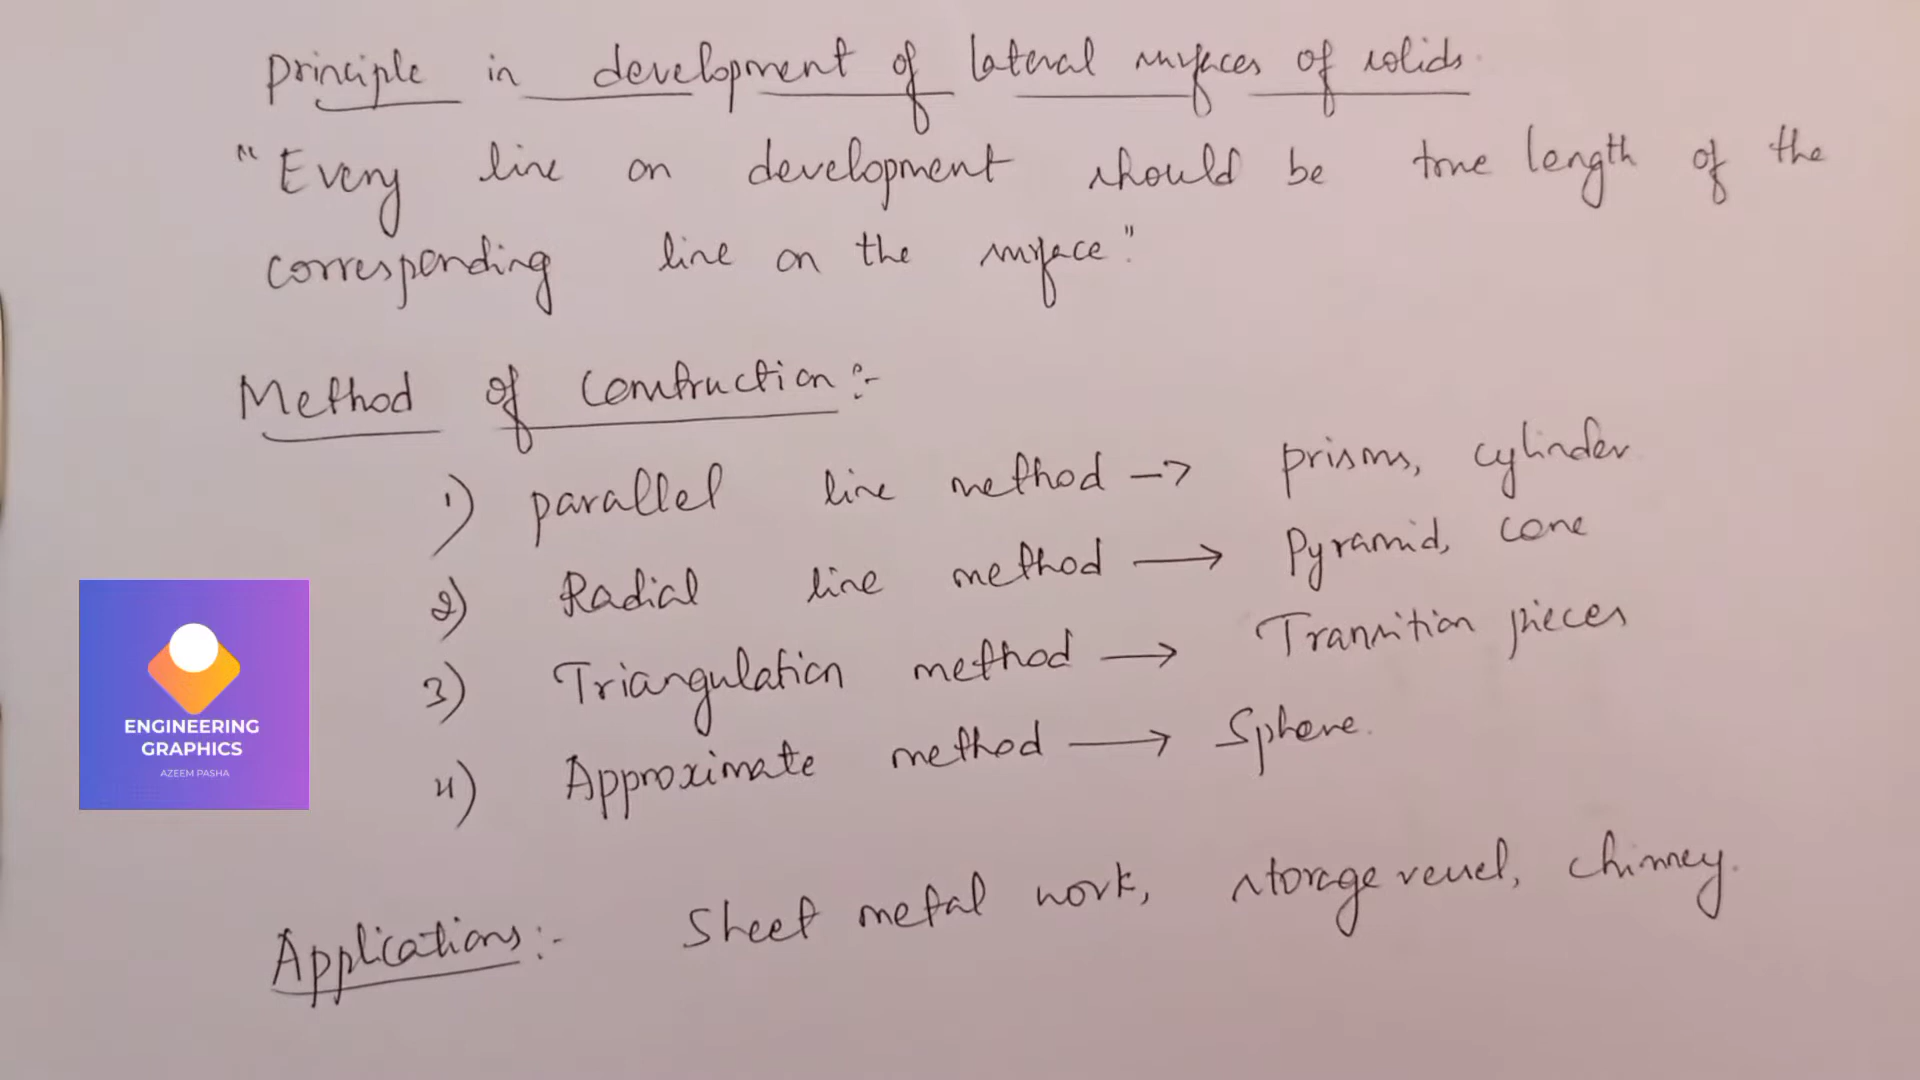 Principle in development of lateral surfaces of solids.
"Every line on development should be true length of the
corresponding line on the surface".
Method of Construction :-
1) parallel line method → prisms, cylinder
2) Radial line method → Pyramid, cone
3) Triangulation method → Transition pieces
4) Approximate method → Sphere.
ENGINEERING
GRAPHICS
AZEEM PASHA
Applications :- Sheet metal work, storage vessel, chimney.